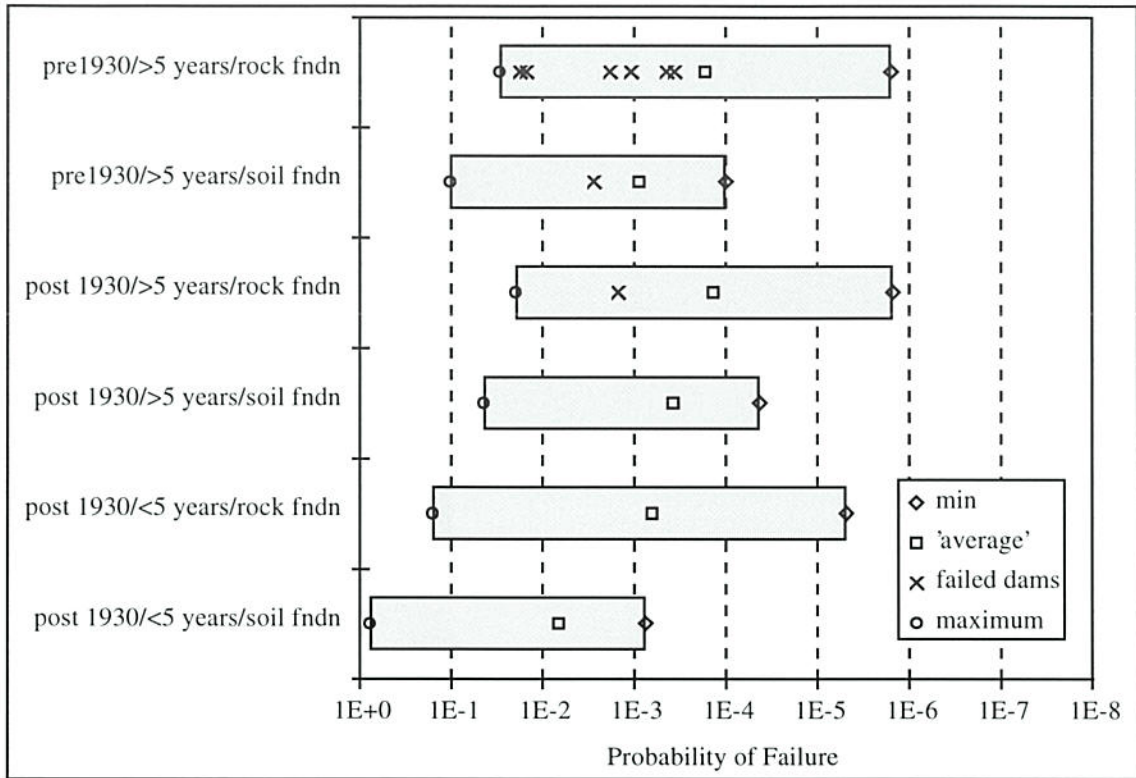 pre1930/>5 years/rock fndn
pre1930/>5 years/soil fndn
post 1930/>5 years/rock fndn
post 1930/>5 years/soil fndn
post 1930/<5 years/rock fndn
post 1930/<5 years/soil fndn
min
'average'
failed dams
maximum
1E+0 1E-1 1E-2 1E-3 1E-4 1E-5 1E-6 1E-7 1E-8
Probability of Failure